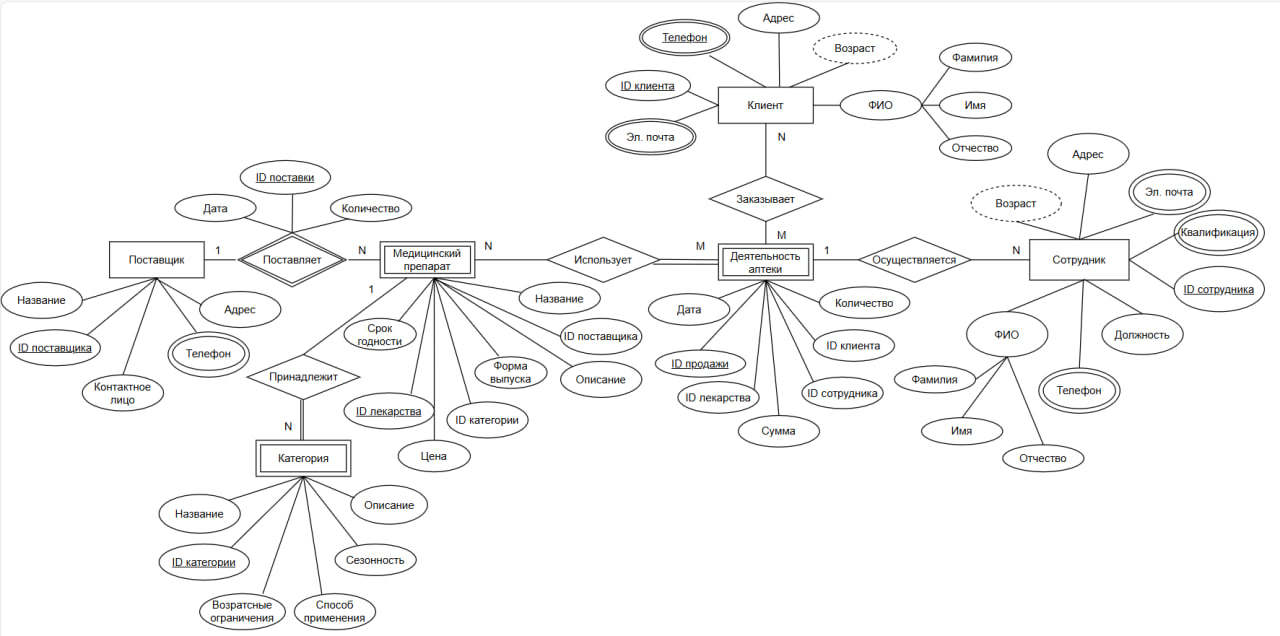 Адрес
Телефон
Возраст
Фамилия
ID клиента
Клиент
ФИО
Имя
Эл. почта
N
Отчество
Адрес
ID поставки
Эл. почта
Дата
Количество
Заказывает
Возраст
Квалификация
M
Поставщик
1
Поставляет
N
Медицинский
препарат
N
Использует
M
Деятельность
аптеки
1
Осуществляется
N
Сотрудник
ID сотрудника
1
Название
Адрес
Название
Дата
Количество
Срок
годности
ID поставщика
ФИО
Должность
ID поставщика
Телефон
ID клиента
ID продажи
Принадлежит
Форма
выпуска
Описание
Фамилия
Телефон
Контактное
лицо
ID лекарства
ID категории
ID лекарства
ID сотрудника
N
Сумма
Имя
Категория
Цена
Отчество
Название
Описание
ID категории
Сезонность
Возратсные
ограничения
Способ
применения